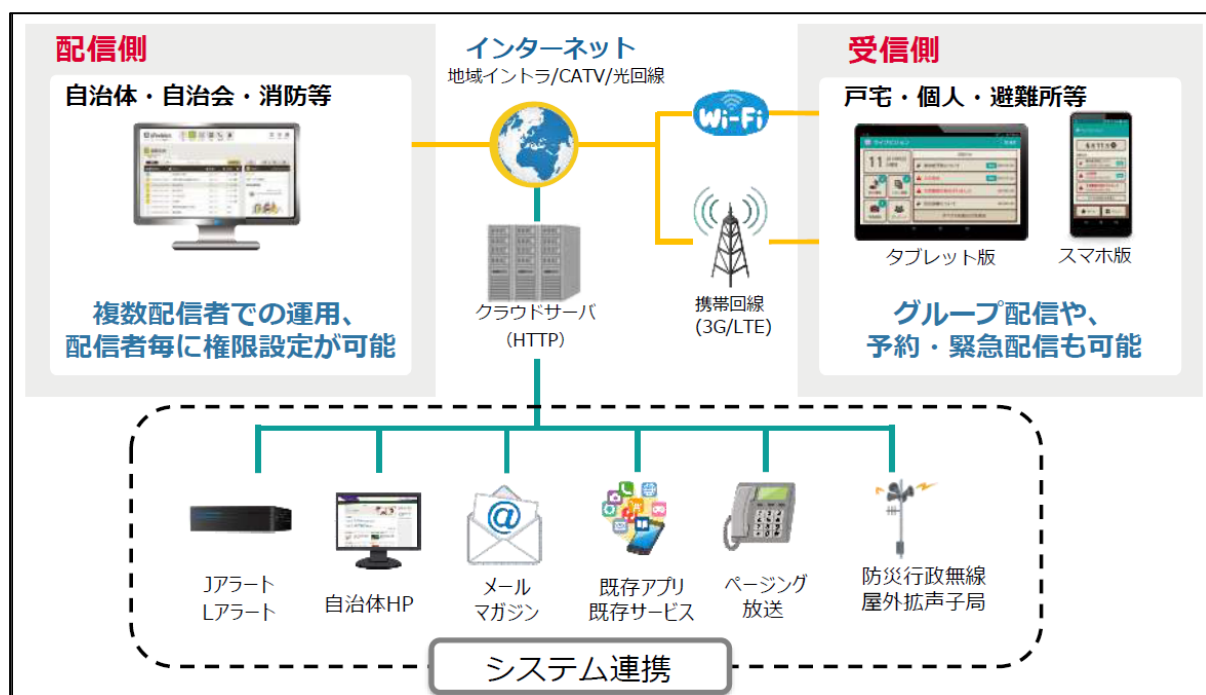 配信側
自治体・自治会・消防等
複数配信者での運用、
配信者毎に権限設定が可能
インターネット
地域イントラ/CATV/光回線
Wi-Fi
クラウドサーバ
(HTTP)
携帯回線
(3G/LTE)
受信側
戸宅・個人・避難所等
ライブビジョン
11
タブレット版
スマホ版
グループ配信や、
予約・緊急配信も可能
Jアラート
Lアラート
自治体HP
@
メール
マガジン
既存アプリ
既存サービス
ページング
放送
防災行政無線
屋外拡声子局
システム連携